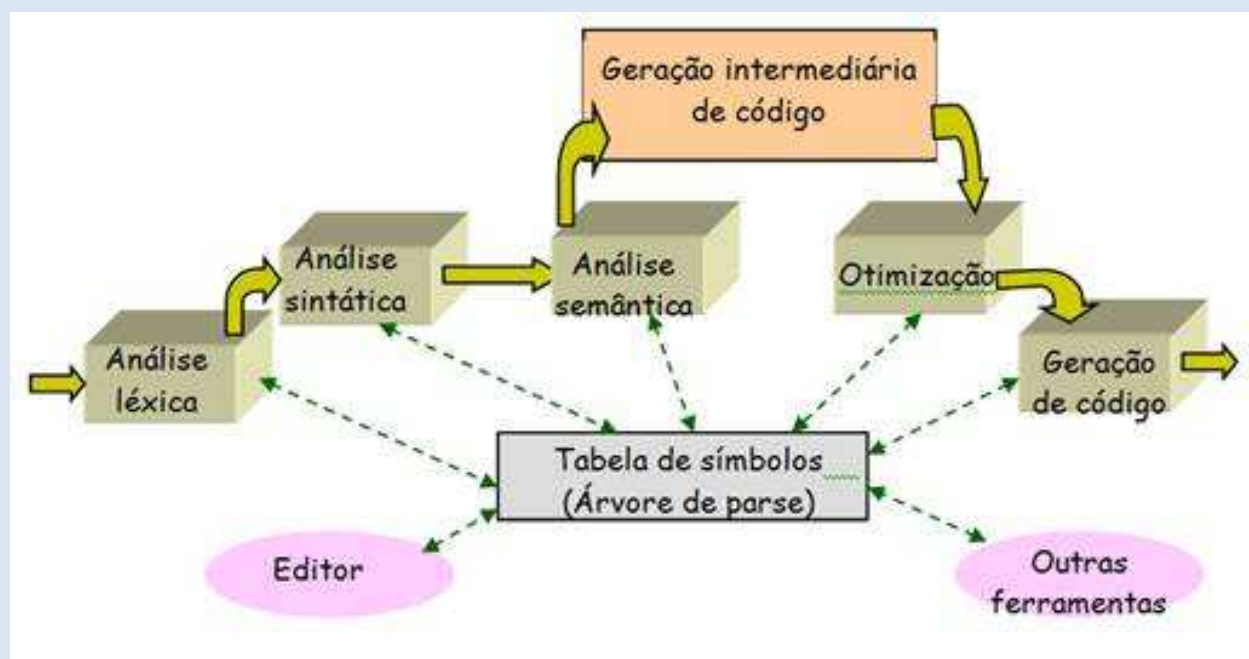 Geração intermediária
de código
Análise
sintática
Análise
semântica
Otimização
Análise
léxica
Geração
de código
Tabela de símbolos
(Árvore de parse)
Editor
Outras
ferramentas